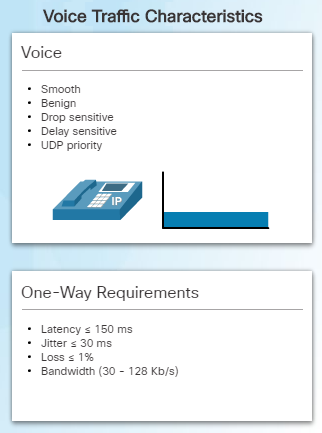 Voice Traffic Characteristics
Voice
• Smooth
• Benign
• Drop sensitive
• Delay sensitive
• UDP priority
IP
One-Way Requirements
• Latency ≤ 150 ms
• Jitter ≤ 30 ms
• Loss ≤ 1%
• Bandwidth (30 - 128 Kb/s)